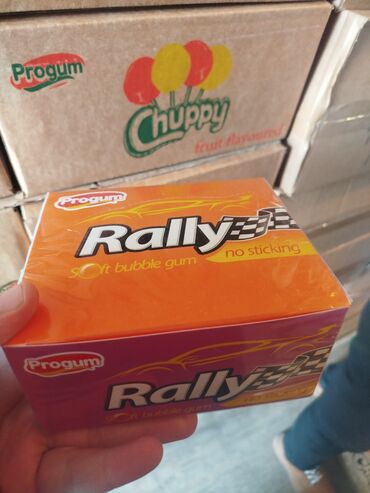 Progum
Chuppy
fruit flavoured
Progum
Rally
no sticking
Soft bubble gum
Progum
Rally
Soft bubble gum